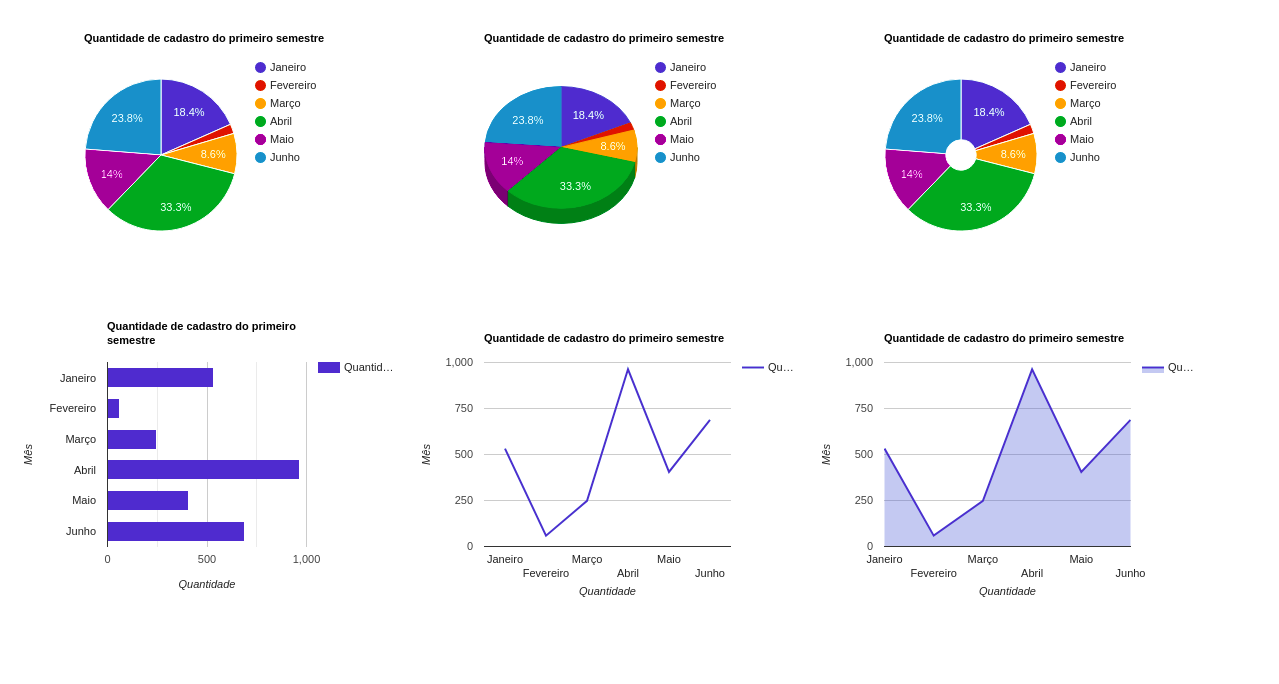 Quantidade de cadastro do primeiro semestre
Janeiro
Fevereiro
Março
Abril
Maio
Junho
18.4%
8.6%
33.3%
14%
23.8%
Quantidade de cadastro do primeiro semestre
Janeiro
Fevereiro
Março
Abril
Maio
Junho
18.4%
8.6%
33.3%
14%
23.8%
Quantidade de cadastro do primeiro semestre
Janeiro
Fevereiro
Março
Abril
Maio
Junho
18.4%
8.6%
33.3%
14%
23.8%
Quantidade de cadastro do primeiro
semestre
Quantid…
Mês
Janeiro
Fevereiro
Março
Abril
Maio
Junho
0 500 1,000
Quantidade
Quantidade de cadastro do primeiro semestre
Qu…
Mês
1,000
750
500
250
0
Janeiro Março Maio
Fevereiro Abril Junho
Quantidade
Quantidade de cadastro do primeiro semestre
Qu…
Mês
1,000
750
500
250
0
Janeiro Março Maio
Fevereiro Abril Junho
Quantidade